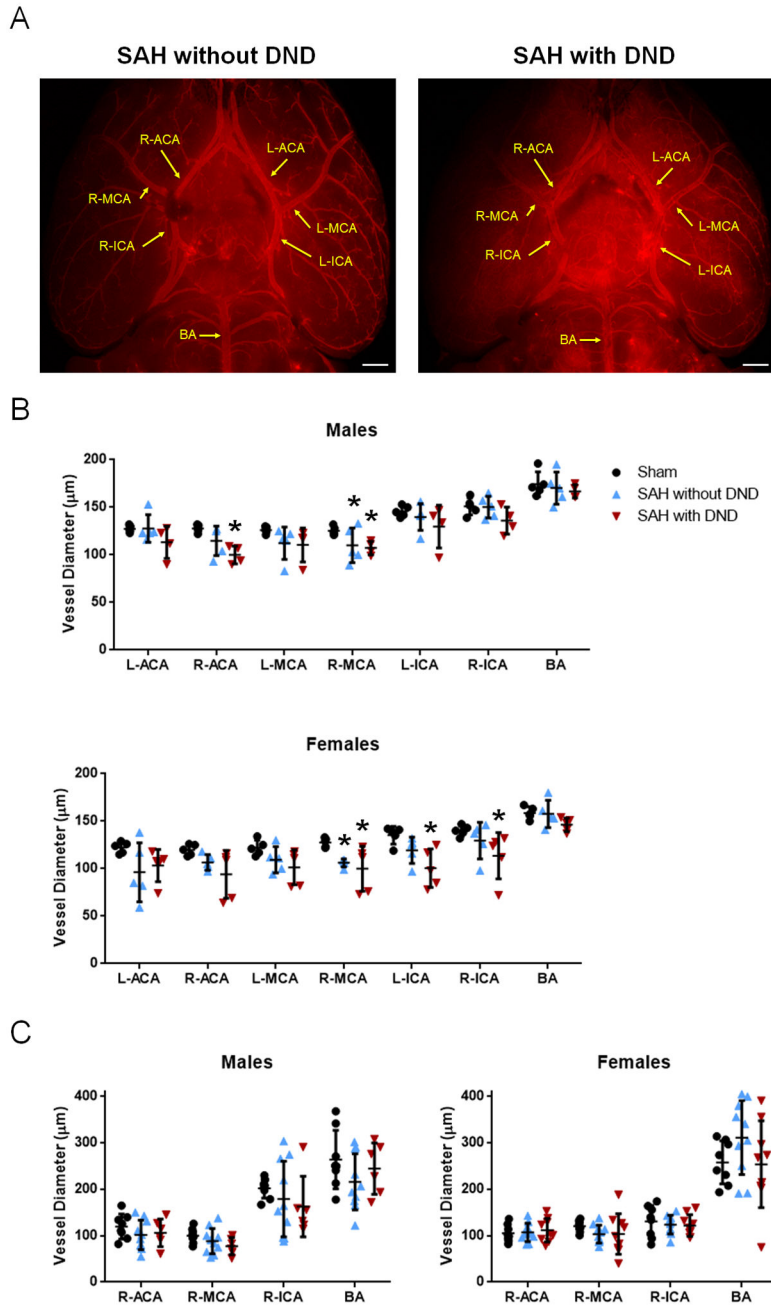 A
SAH without DND
SAH with DND
R-ACA
L-ACA
R-MCA
L-MCA
R-ICA
L-ICA
BA
R-ACA
L-ACA
R-MCA
L-MCA
R-ICA
L-ICA
BA
B
Males
Vessel Diameter (μm)
200
150
100
50
0
* * *
L-ACA R-ACA L-MCA R-MCA L-ICA R-ICA BA
Sham
SAH without DND
SAH with DND
Females
Vessel Diameter (μm)
200
150
100
50
0
* * * *
L-ACA R-ACA L-MCA R-MCA L-ICA R-ICA BA
C
Males
Vessel Diameter (μm)
400
300
200
100
0
R-ACA R-MCA R-ICA BA
Females
Vessel Diameter (μm)
400
300
200
100
0
R-ACA R-MCA R-ICA BA